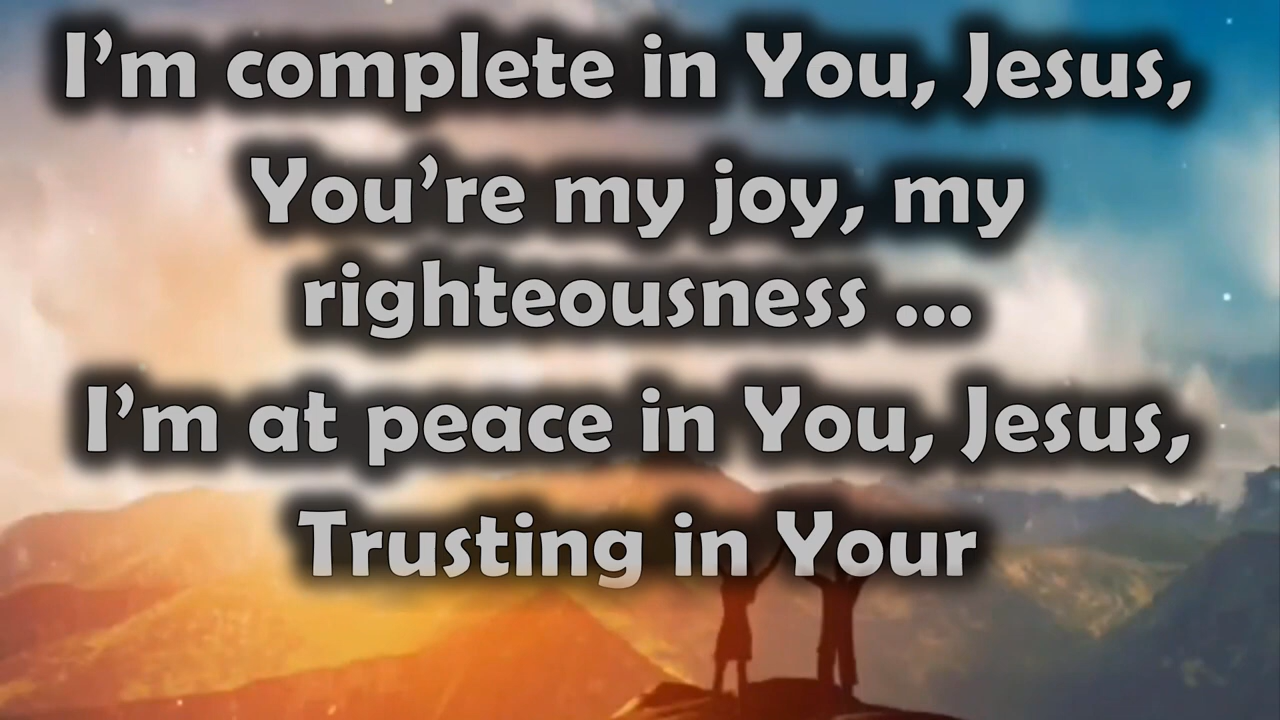 I’m complete in You, Jesus,
You’re my joy, my
righteousness ...
I’m at peace in You, Jesus,
Trusting in Your